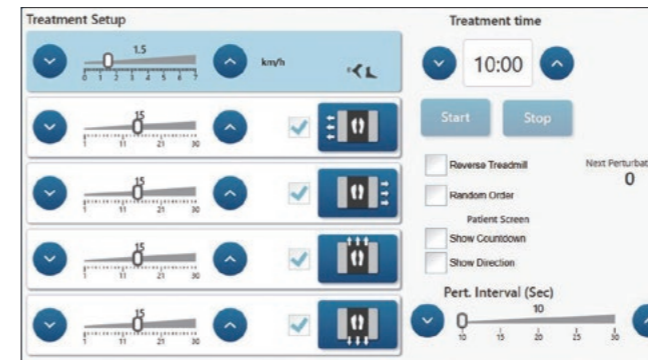 Treatment Setup
1.5
0 1 2 3 4 5 6 7
km/h
15
1 11 21 30
15
1 11 21 30
15
1 11 21 30
15
1 11 21 30
Treatment time
10:00
Start Stop
Reverse Treadmill
Random Order
Next Perturbat
0
Patient Screen
Show Countdown
Show Direction
Pert. Interval (Sec)
10
10 15 20 25 30